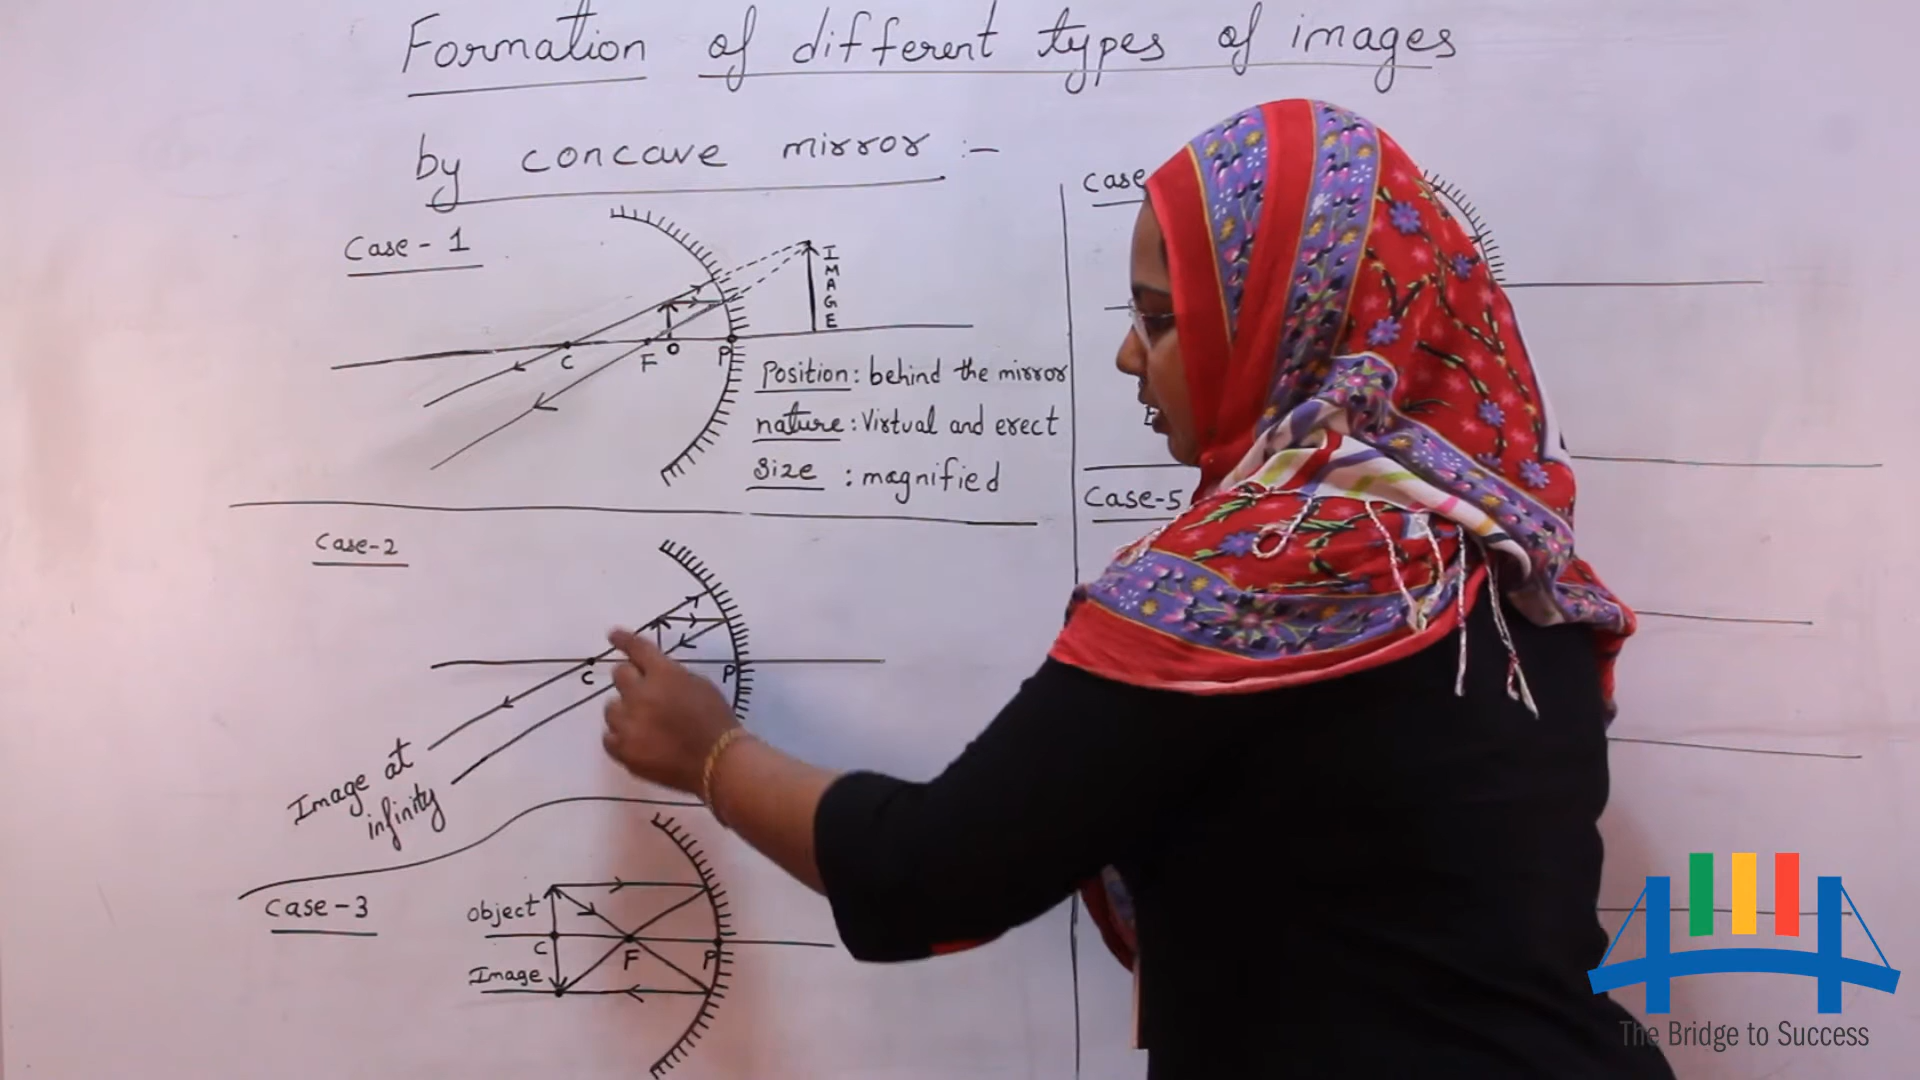 Formation of different types of images
by concave mirror :-
Case - 1
IMAGE
C
F
O
P
Position: behind the mirror
nature: Virtual and erect
Size : magnified
Case-2
C
P
Image at
infinity
Case-3
Object
C
F
P
Image
Case
Case-5
The Bridge to Success